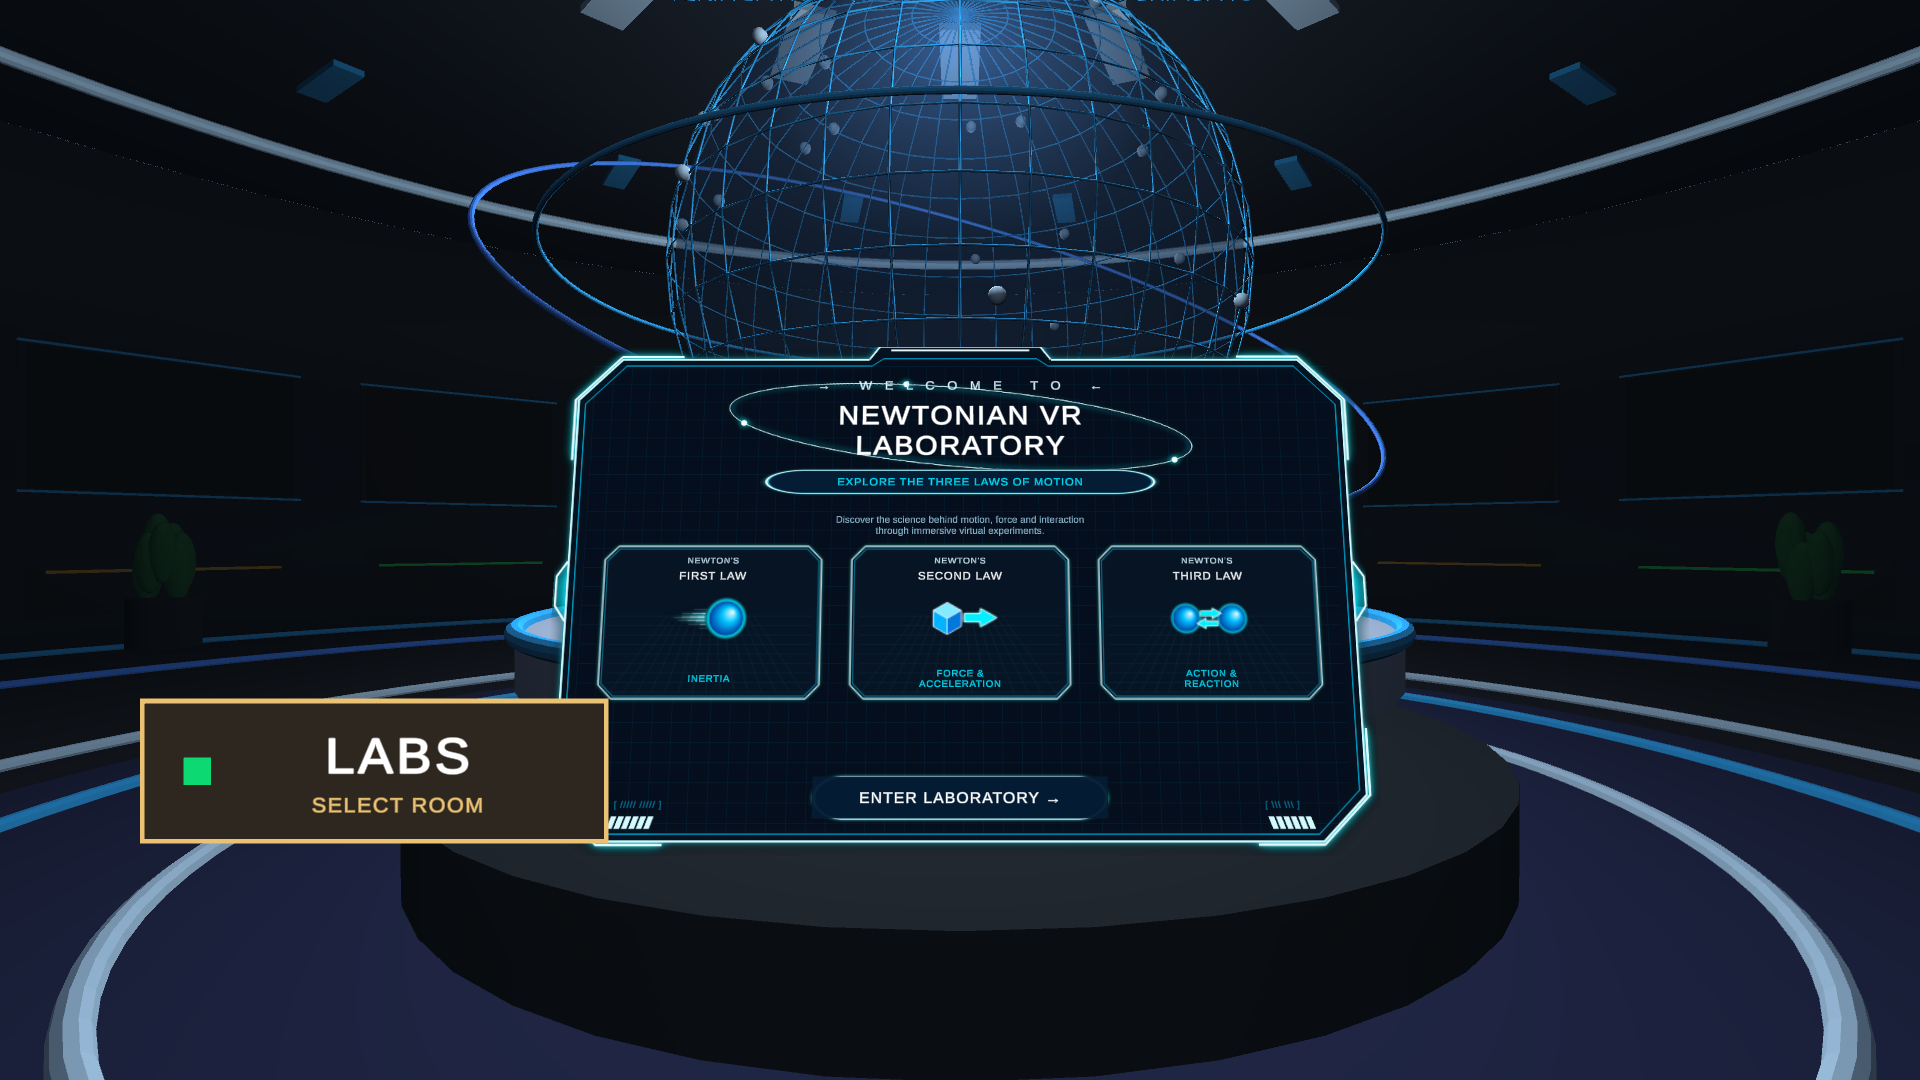 → WELCOME TO ←
NEWTONIAN VR
LABORATORY
EXPLORE THE THREE LAWS OF MOTION
Discover the science behind motion, force and interaction
through immersive virtual experiments.
NEWTON'S
FIRST LAW
INERTIA
NEWTON'S
SECOND LAW
FORCE &
ACCELERATION
NEWTON'S
THIRD LAW
ACTION &
REACTION
LABS
SELECT ROOM
ENTER LABORATORY →
[ ///// ///// ]
[ \\\ \\\ ]